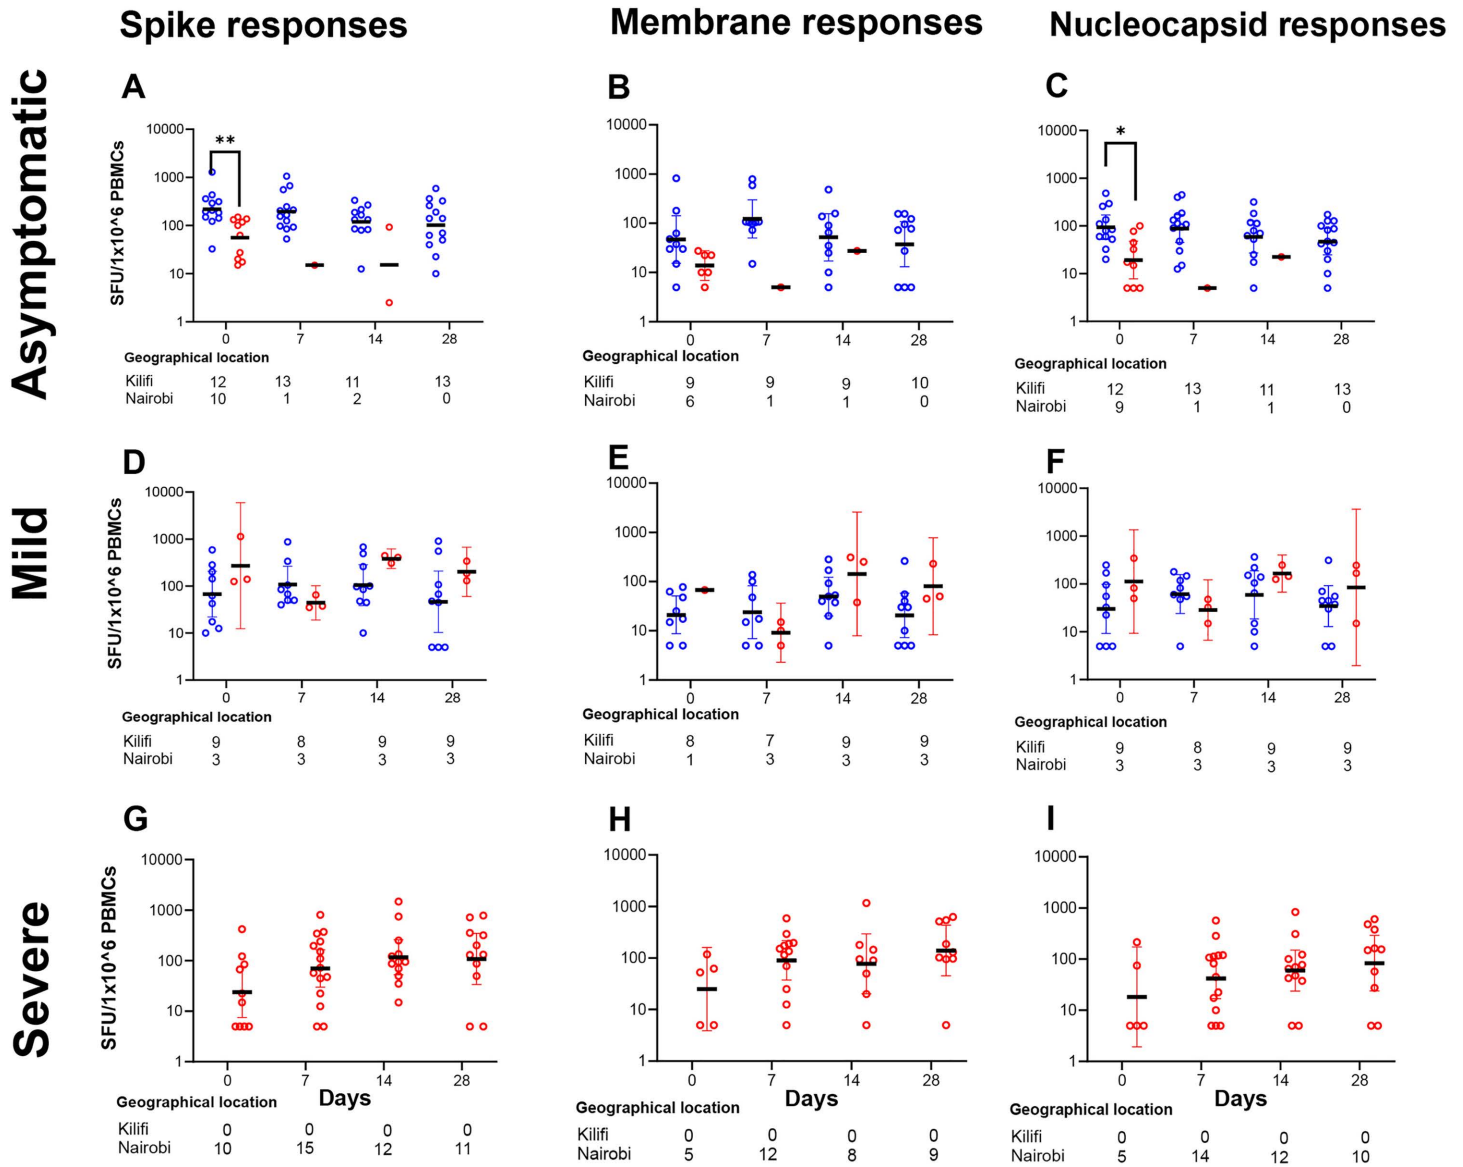 Spike responses
Membrane responses
Nucleocapsid responses
Asymptomatic
A
SFU/1x10^6 PBMCs
10000
1000
100
10
1
**
0 7 14 28
Geographical location
Kilifi 12 13 11 13
Nairobi 10 1 2 0
B
10000
1000
100
10
1
0 7 14 28
Geographical location
Kilifi 9 9 9 10
Nairobi 6 1 1 0
C
10000
1000
100
10
1
*
0 7 14 28
Geographical location
Kilifi 12 13 11 13
Nairobi 9 1 1 0
Mild
D
SFU/1x10^6 PBMCs
10000
1000
100
10
1
0 7 14 28
Geographical location
Kilifi 9 8 9 9
Nairobi 3 3 3 3
E
10000
1000
100
10
1
0 7 14 28
Geographical location
Kilifi 8 7 9 9
Nairobi 1 3 3 3
F
10000
1000
100
10
1
0 7 14 28
Geographical location
Kilifi 9 8 9 9
Nairobi 3 3 3 3
Severe
G
SFU/1x10^6 PBMCs
10000
1000
100
10
1
0 7 14 28
Days
Geographical location
Kilifi 0 0 0 0
Nairobi 10 15 12 11
H
10000
1000
100
10
1
0 7 14 28
Days
Geographical location
Kilifi 0 0 0 0
Nairobi 5 12 8 9
I
10000
1000
100
10
1
0 7 14 28
Days
Geographical location
Kilifi 0 0 0 0
Nairobi 5 14 12 10